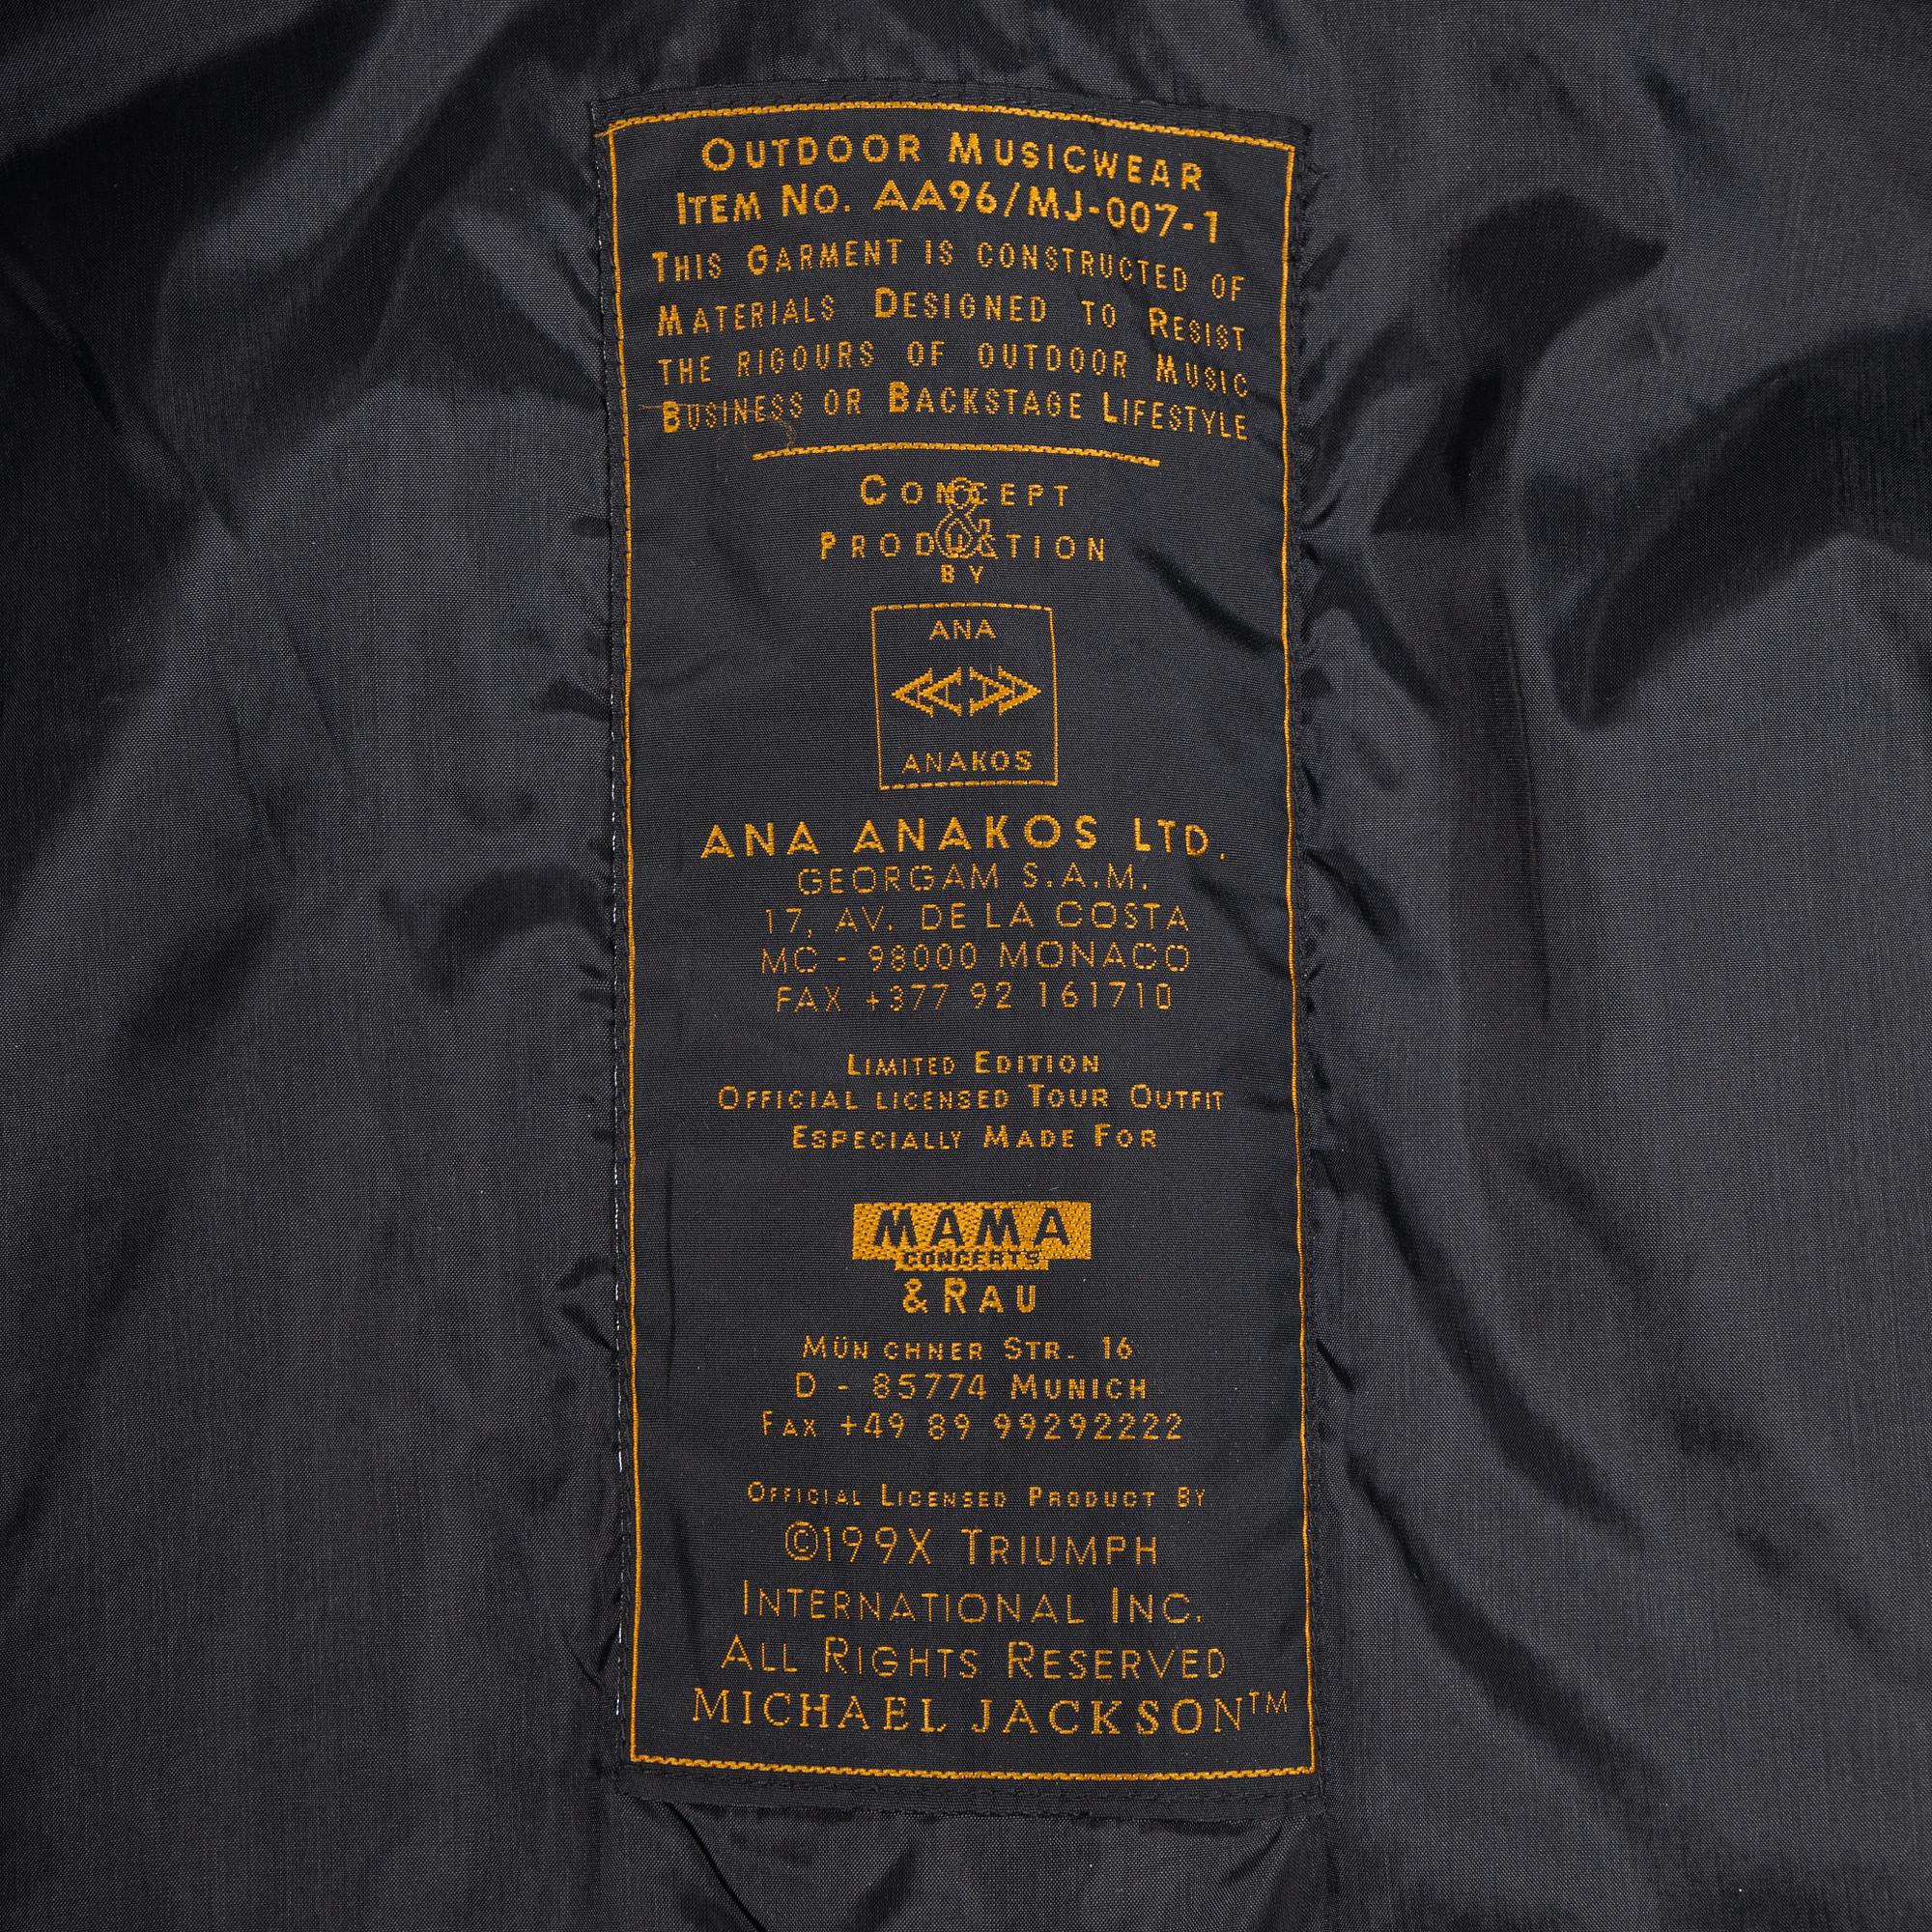 OUTDOOR MUSICWEAR
ITEM NO. AA96/MJ-007-1
THIS GARMENT IS CONSTRUCTED OF
MATERIALS DESIGNED TO RESIST
THE RIGOURS OF OUTDOOR MUSIC
BUSINESS OR BACKSTAGE LIFESTYLE
CONCEPT
&
PRODUCTION
BY
ANA
ANAKOS
ANA ANAKOS LTD.
GEORGAM S.A.M.
17, AV. DE LA COSTA
MC - 98000 MONACO
FAX +377 92 161710
LIMITED EDITION
OFFICIAL LICENSED TOUR OUTFIT
ESPECIALLY MADE FOR
MAMA
CONCERTS
& RAU
MÜNCHNER STR. 16
D - 85774 MUNICH
FAX +49 89 99292222
OFFICIAL LICENSED PRODUCT BY
©199X TRIUMPH
INTERNATIONAL INC.
ALL RIGHTS RESERVED
MICHAEL JACKSON™